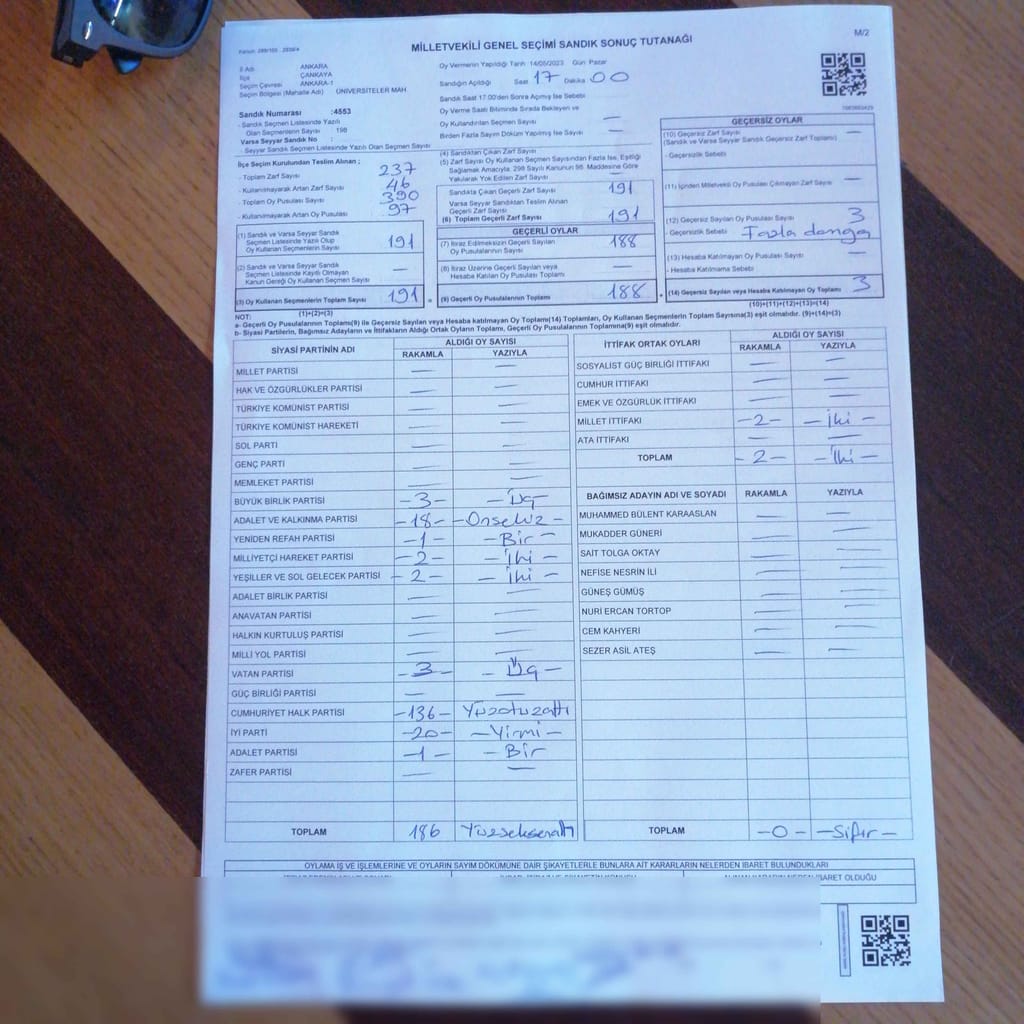 MİLLETVEKİLİ GENEL SEÇİMİ SANDIK SONUÇ TUTANAĞI
M/2
İl Adı : ANKARA
İlçe : ÇANKAYA
Seçim Çevresi : ANKARA-1
Seçim Bölgesi (Mahalle Adı) : ÜNİVERSİTELER MAH.
Oy Vermenin Yapıldığı Tarih: 14/05/2023 Gün: Pazar
Sandığın Açıldığı Saat 17 Dakika 00
Sandık Saat 17.00'den Sonra Açılmış İse Sebebi
Oy Verme Saati Bitiminde Sırada Bekleyen ve
Oy Kullandırılan Seçmen Sayısı —
Birden Fazla Sayım Döküm Yapılmış İse Sayısı —
Sandık Numarası :4553
- Sandık Seçmen Listesinde Yazılı
Olan Seçmenlerin Sayısı : 198
Varsa Seyyar Sandık No :
- Seyyar Sandık Seçmen Listesinde Yazılı Olan Seçmen Sayısı
İlçe Seçim Kurulundan Teslim Alınan ;
- Toplam Zarf Sayısı 237
- Kullanılmayarak Artan Zarf Sayısı 46
- Toplam Oy Pusulası Sayısı 390
- Kullanılmayarak Artan Oy Pusulası 97
(1) Sandık ve Varsa Seyyar Sandık
Seçmen Listesinde Yazılı Olup
Oy Kullanan Seçmenlerin Sayısı 191
(2) Sandık ve Varsa Seyyar Sandık
Seçmen Listesinde Kayıtlı Olmayan
Kanun Gereği Oy Kullanan Seçmen Sayısı —
(3) Oy Kullanan Seçmenlerin Toplam Sayısı 191
(1)+(2)=(3)
(4) Sandıktan Çıkan Zarf Sayısı
(5) Zarf Sayısı Oy Kullanan Seçmen Sayısından Fazla İse, Eşitliği
Sağlamak Amacıyla; 298 Sayılı Kanunun 98. Maddesine Göre
Yakılarak Yok Edilen Zarf Sayısı —
Sandıkta Çıkan Geçerli Zarf Sayısı 191
Varsa Seyyar Sandıktan Teslim Alınan
Geçerli Zarf Sayısı
(6) Toplam Geçerli Zarf Sayısı 191
GEÇERLİ OYLAR
(7) İtiraz Edilmeksizin Geçerli Sayılan
Oy Pusulalarının Sayısı 188
(8) İtiraz Üzerine Geçerli Sayılan veya
Hesaba Katılan Oy Pusulası Toplamı —
(9) Geçerli Oy Pusulalarının Toplamı 188
GEÇERSİZ OYLAR
(10) Geçersiz Zarf Sayısı —
(Sandık ve Varsa Seyyar Sandık Geçersiz Zarf Toplamı)
- Geçersizlik Sebebi
(11) İçinden Milletvekili Oy Pusulası Çıkmayan Zarf Sayısı —
(12) Geçersiz Sayılan Oy Pusulası Sayısı 3
- Geçersizlik Sebebi Fazla damga
(13) Hesaba Katılmayan Oy Pusulası Sayısı —
- Hesaba Katılmama Sebebi
(14) Geçersiz Sayılan veya Hesaba Katılmayan Oy Toplamı 3
(10)+(11)+(12)+(13)=(14)
NOT:
a- Geçerli Oy Pusulalarının Toplamı(9) ile Geçersiz Sayılan veya Hesaba Katılmayan Oy Toplamı(14) Toplamları, Oy Kullanan Seçmenlerin Toplam Sayısına(3) eşit olmalıdır. (9)+(14)=(3)
b- Siyasi Partilerin, Bağımsız Adayların ve İttifakların Aldığı Ortak Oyların Toplamı, Geçerli Oy Pusulalarının Toplamına(9) eşit olmalıdır.
SİYASİ PARTİNİN ADI ALDIĞI OY SAYISI
RAKAMLA YAZIYLA
MİLLET PARTİSİ — —
HAK VE ÖZGÜRLÜKLER PARTİSİ — —
TÜRKİYE KOMÜNİST PARTİSİ — —
TÜRKİYE KOMÜNİST HAREKETİ — —
SOL PARTİ — —
GENÇ PARTİ — —
MEMLEKET PARTİSİ — —
BÜYÜK BİRLİK PARTİSİ -3- -Üç-
ADALET VE KALKINMA PARTİSİ -18- -Onsekiz-
YENİDEN REFAH PARTİSİ -1- -Bir-
MİLLİYETÇİ HAREKET PARTİSİ -2- -İki-
YEŞİLLER VE SOL GELECEK PARTİSİ -2- -İki-
ADALET BİRLİK PARTİSİ — —
ANAVATAN PARTİSİ — —
HALKIN KURTULUŞ PARTİSİ — —
MİLLİ YOL PARTİSİ — —
VATAN PARTİSİ -3- -Üç-
GÜÇ BİRLİĞİ PARTİSİ — —
CUMHURİYET HALK PARTİSİ -136- Yüzotuzaltı
İYİ PARTİ -20- -Yirmi-
ADALET PARTİSİ -1- -Bir-
ZAFER PARTİSİ — —
TOPLAM 186 Yüzseksenaltı
İTTİFAK ORTAK OYLARI ALDIĞI OY SAYISI
RAKAMLA YAZIYLA
SOSYALİST GÜÇ BİRLİĞİ İTTİFAKI — —
CUMHUR İTTİFAKI — —
EMEK VE ÖZGÜRLÜK İTTİFAKI — —
MİLLET İTTİFAKI -2- -İki-
ATA İTTİFAKI — —
TOPLAM -2- -İki-
BAĞIMSIZ ADAYIN ADI VE SOYADI RAKAMLA YAZIYLA
MUHAMMED BÜLENT KARAASLAN — —
MUKADDER GÜNERİ — —
SAİT TOLGA OKTAY — —
NEFİSE NESRİN İLİ — —
GÜNEŞ GÜMÜŞ — —
NURİ ERCAN TORTOP — —
CEM KAHYERİ — —
SEZER ASİL ATEŞ — —
TOPLAM -0- -Sıfır-
OYLAMA İŞ VE İŞLEMLERİNE VE OYLARIN SAYIM DÖKÜMÜNE DAİR ŞİKAYETLERLE BUNLARA AİT KARARLARIN NELERDEN İBARET BULUNDUKLARI
İBARET OLDUĞU